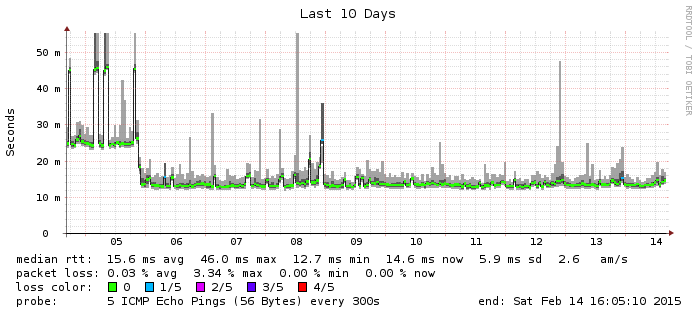 Last 10 Days
RRDTOOL / TOBI OETIKER
Seconds
50 m
40 m
30 m
20 m
10 m
0
05 06 07 08 09 10 11 12 13 14
median rtt: 15.6 ms avg 46.0 ms max 12.7 ms min 14.6 ms now 5.9 ms sd 2.6 am/s
packet loss: 0.03 % avg 3.34 % max 0.00 % min 0.00 % now
loss color: 0 1/5 2/5 3/5 4/5
probe: 5 ICMP Echo Pings (56 Bytes) every 300s end: Sat Feb 14 16:05:10 2015